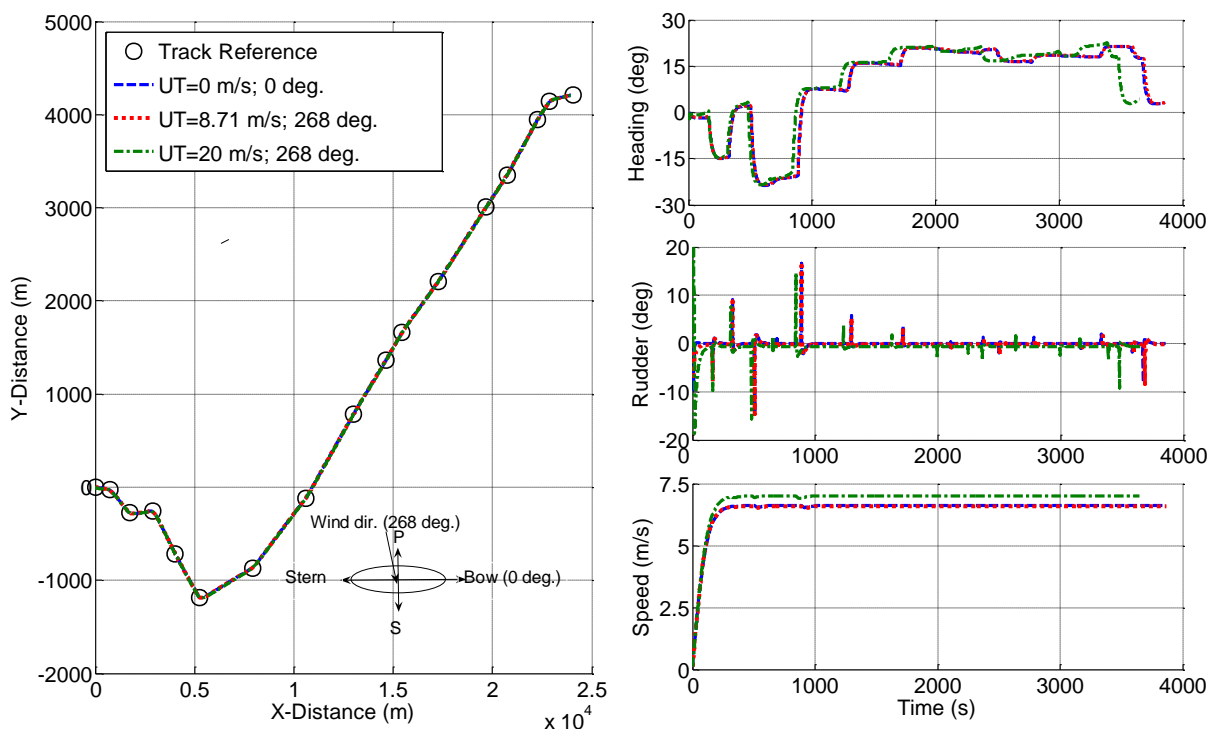 5000
4000
3000
2000
1000
0
-1000
-2000
Y-Distance (m)
Track Reference
UT=0 m/s; 0 deg.
UT=8.71 m/s; 268 deg.
UT=20 m/s; 268 deg.
Wind dir. (268 deg.)
P
Stern
Bow (0 deg.)
S
0
0.5
1
1.5
2
2.5
X-Distance (m)
x 10^4
30
15
0
-15
-30
Heading (deg)
0
1000
2000
3000
4000
20
10
0
-10
-20
Rudder (deg)
0
1000
2000
3000
4000
7.5
5
2.5
0
Speed (m/s)
0
1000
2000
3000
4000
Time (s)